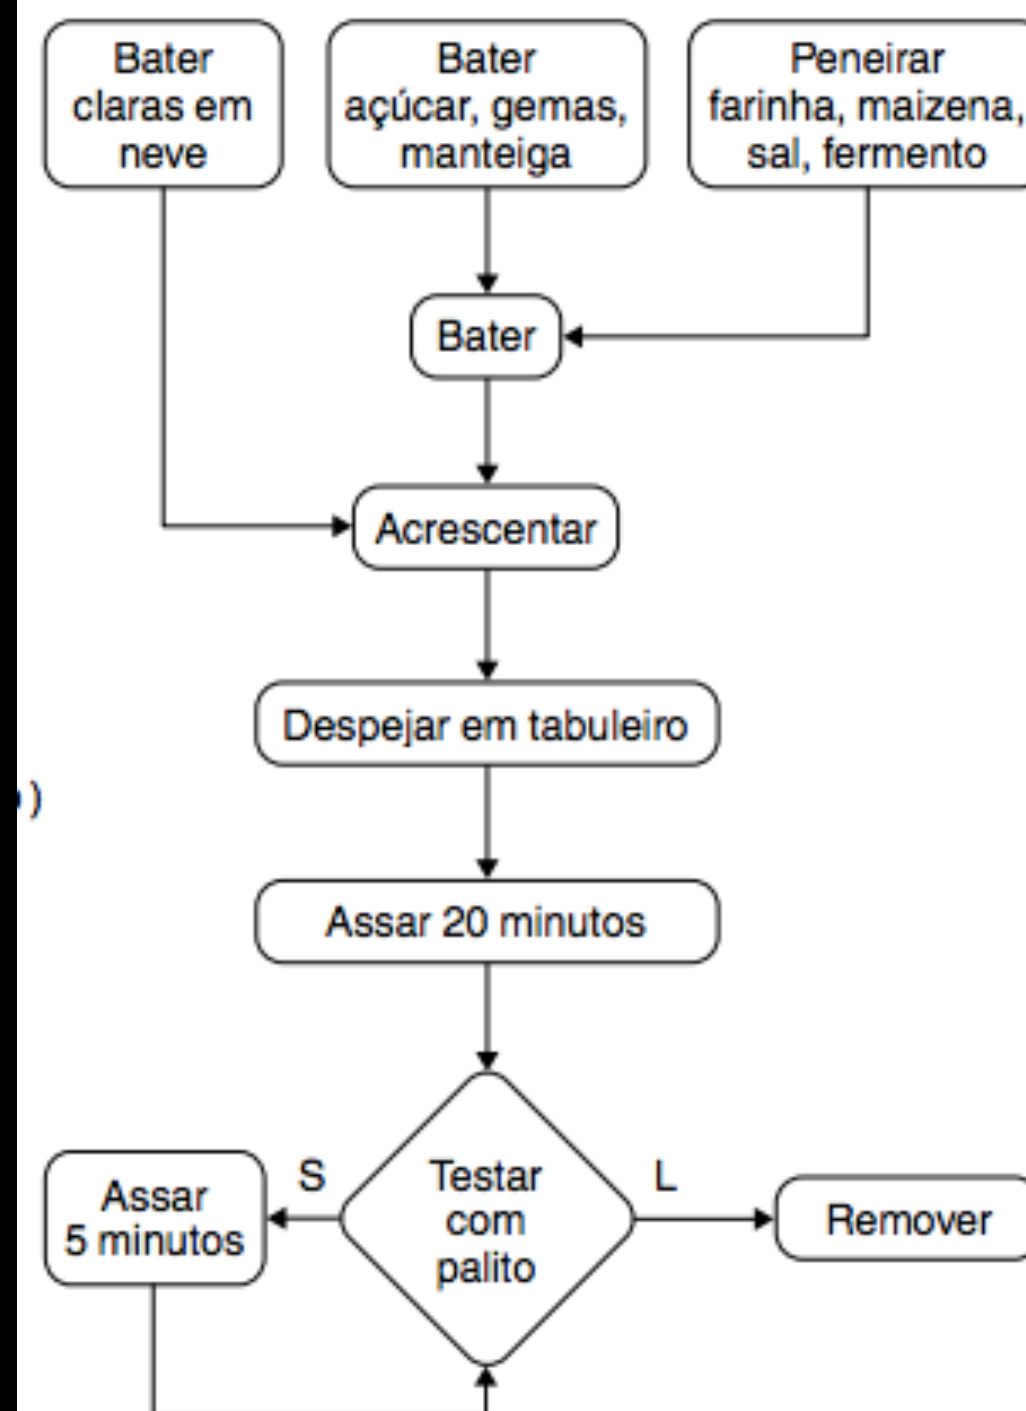 Bater
claras em
neve
Bater
açúcar, gemas,
manteiga
Peneirar
farinha, maizena,
sal, fermento
Bater
Acrescentar
Despejar em tabuleiro
)
Assar 20 minutos
Assar
5 minutos
S
Testar
com
palito
L
Remover